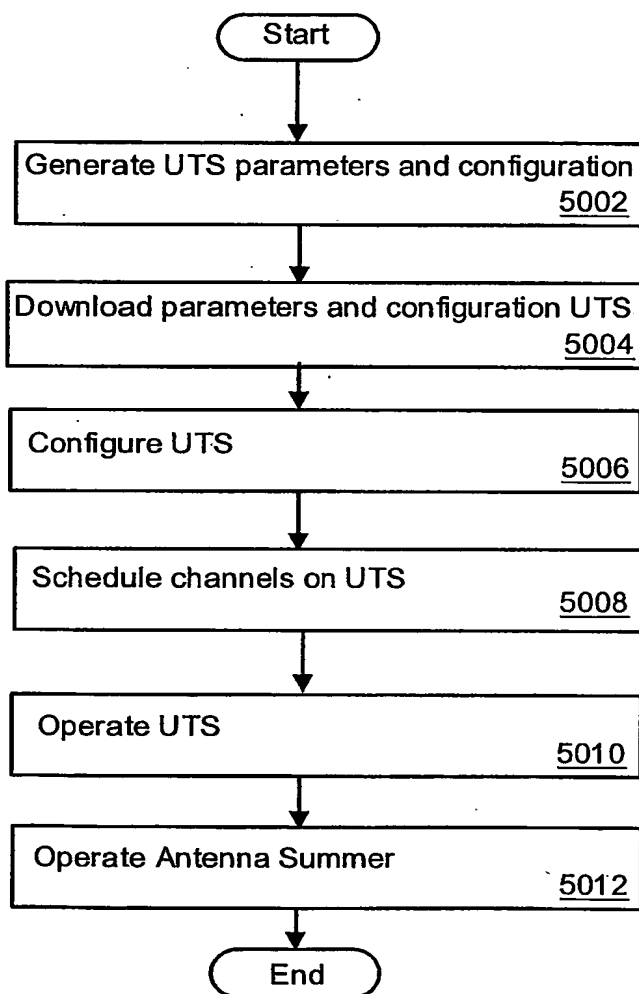 Start
Generate UTS parameters and configuration
5002
Download parameters and configuration UTS
5004
Configure UTS
5006
Schedule channels on UTS
5008
Operate UTS
5010
Operate Antenna Summer
5012
End